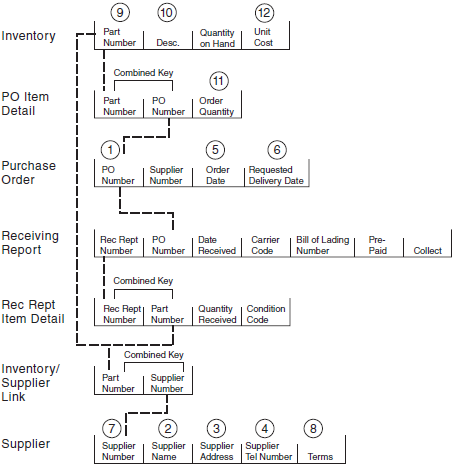 9 10 12
Inventory
Part Number Desc. Quantity on Hand Unit Cost
Combined Key
11
PO Item Detail
Part Number PO Number Order Quantity
1 5 6
Purchase Order
PO Number Supplier Number Order Date Requested Delivery Date
Receiving Report
Rec Rept Number PO Number Date Received Carrier Code Bill of Lading Number Pre-Paid Collect
Combined Key
Rec Rept Item Detail
Rec Rept Number Part Number Quantity Received Condition Code
Combined Key
Inventory/ Supplier Link
Part Number Supplier Number
7 2 3 4 8
Supplier
Supplier Number Supplier Name Supplier Address Supplier Tel Number Terms